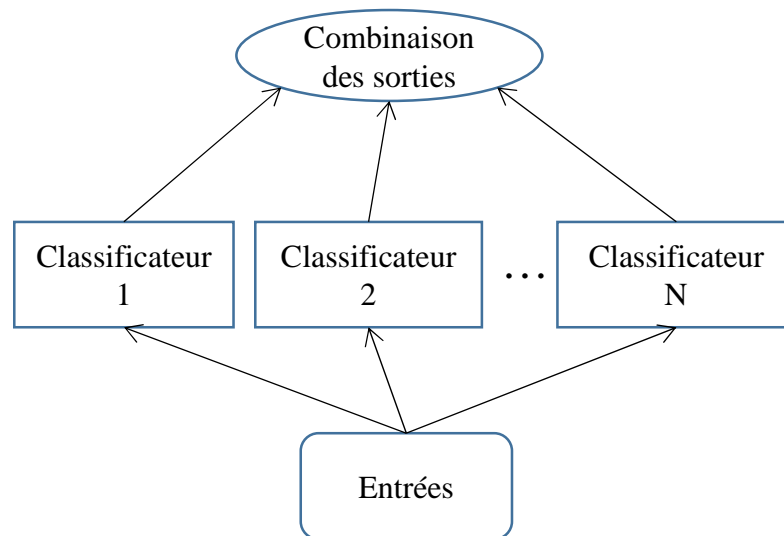 Combinaison
des sorties
Classificateur
1
Classificateur
2
...
Classificateur
N
Entrées